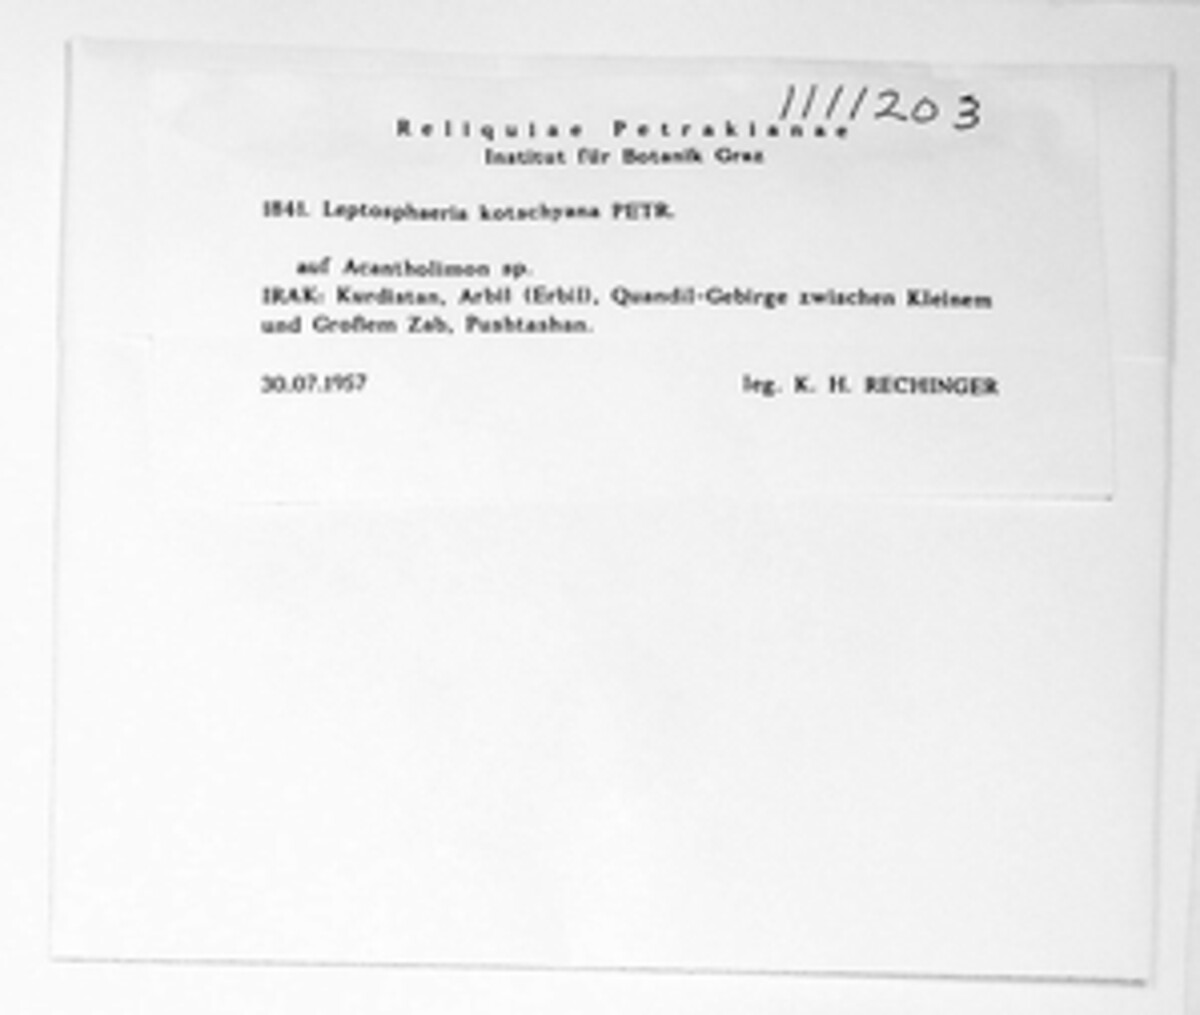 1111203
Reliquiae Petrakianae
Institut für Botanik Graz
1841. Leptosphaeria kotschyana PETR.
auf Acantholimon sp.
IRAK: Kurdistan, Arbil (Erbil), Quandil-Gebirge zwischen Kleinem
und Großem Zab, Pushtashan.
30.07.1957 leg. K. H. RECHINGER